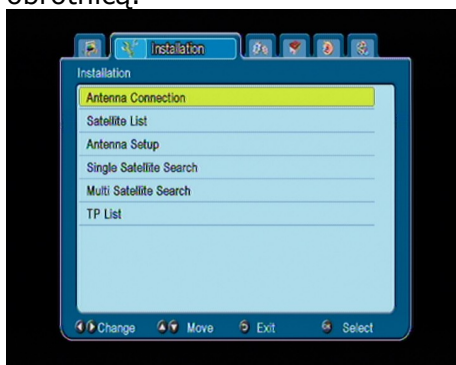 obrotnicą.
Installation
Installation
Antenna Connection
Satellite List
Antenna Setup
Single Satellite Search
Multi Satellite Search
TP List
Change Move Exit Select